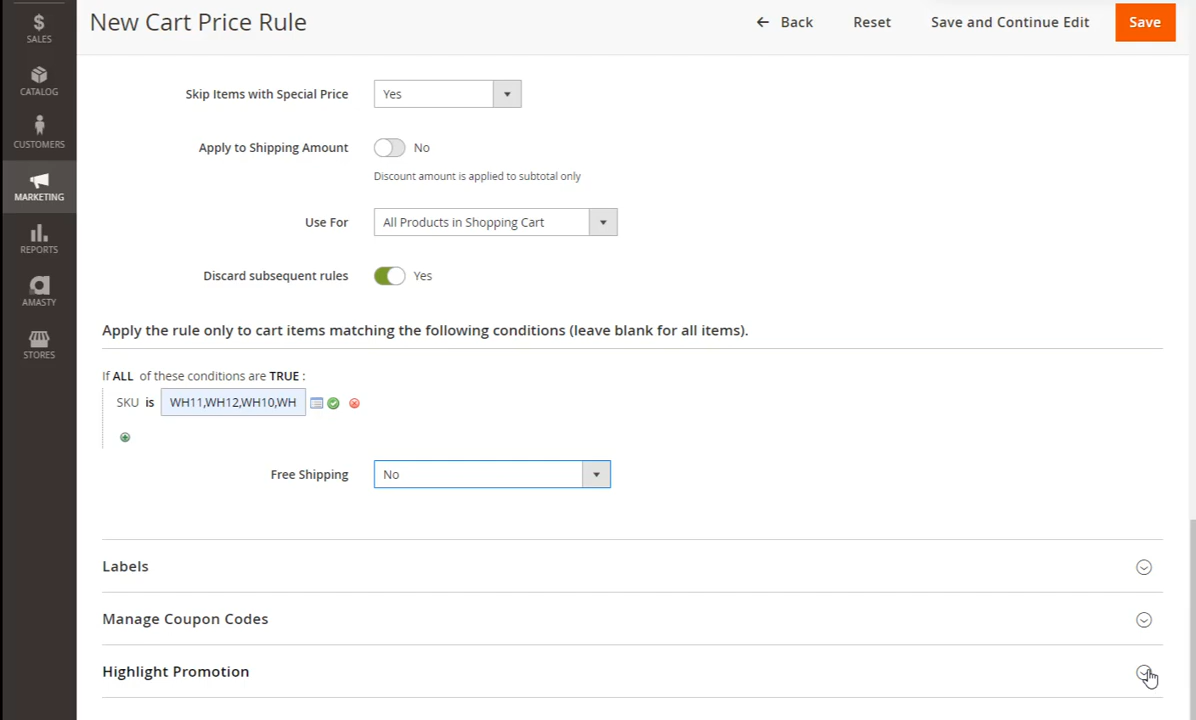 New Cart Price Rule
Back
Reset
Save and Continue Edit
Save
SALES
CATALOG
CUSTOMERS
MARKETING
REPORTS
AMASTY
STORES
Skip Items with Special Price
Yes
Apply to Shipping Amount
No
Discount amount is applied to subtotal only
Use For
All Products in Shopping Cart
Discard subsequent rules
Yes
Apply the rule only to cart items matching the following conditions (leave blank for all items).
If ALL of these conditions are TRUE :
SKU is WH11,WH12,WH10,WH
Free Shipping
No
Labels
Manage Coupon Codes
Highlight Promotion